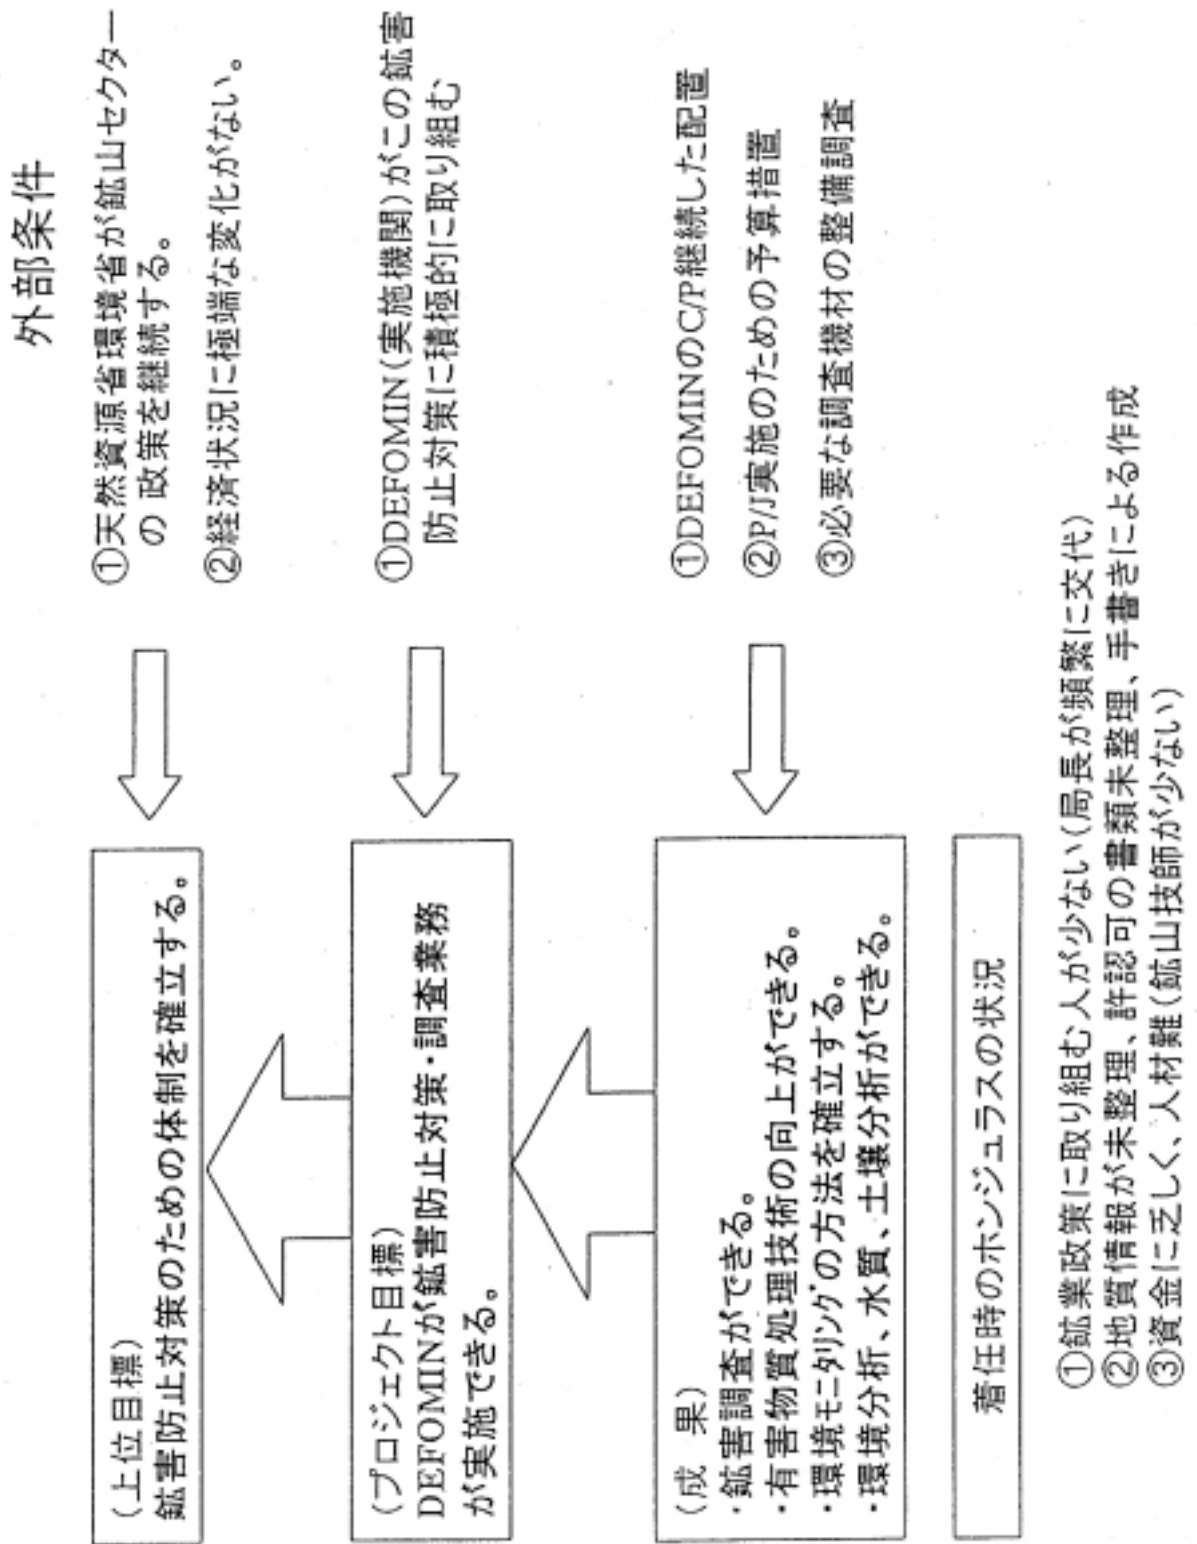 外部条件
(上位目標)
鉱害防止対策のための体制を確立する。
①天然資源省環境省が鉱山セクター
の 政策を継続する。
②経済状況に極端な変化がない。
(プロジェクト目標)
DEFOMINが鉱害防止対策・調査業務
が実施できる。
①DEFOMIN(実施機関)がこの鉱害
防止対策に積極的に取り組む
(成 果)
・鉱害調査ができる。
・有害物質処理技術の向上ができる。
・環境モニタリングの方法を確立する。
・環境分析、水質、土壌分析ができる。
①DEFOMINのC/P継続した配置
②P/J実施のための予算措置
③必要な調査機材の整備調査
着任時のホンジュラスの状況
①鉱業政策に取り組む人が少ない(局長が頻繁に交代)
②地質情報が未整理、許認可の書類未整理、手書きによる作成
③資金に乏しく、人材難(鉱山技師が少ない)